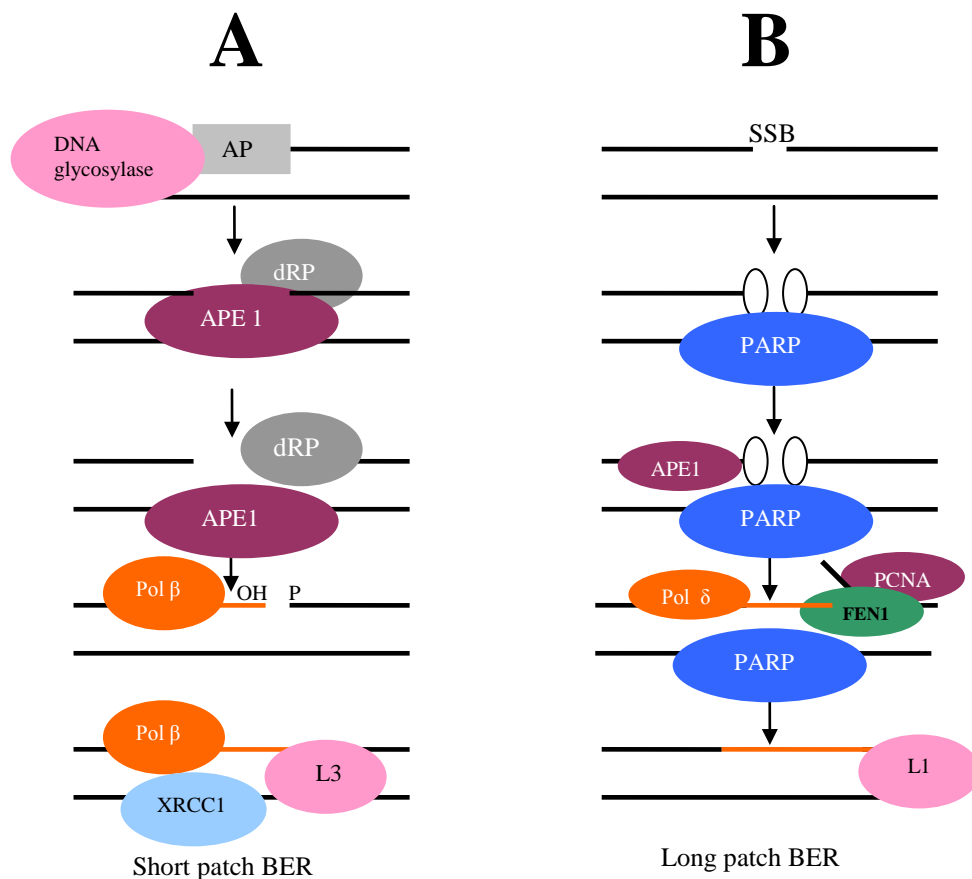 A
DNA
glycosylase
AP
dRP
APE 1
dRP
APE1
Pol β
OH P
Pol β
L3
XRCC1
Short patch BER
B
SSB
PARP
APE1
PARP
PCNA
Pol δ
FEN1
PARP
L1
Long patch BER